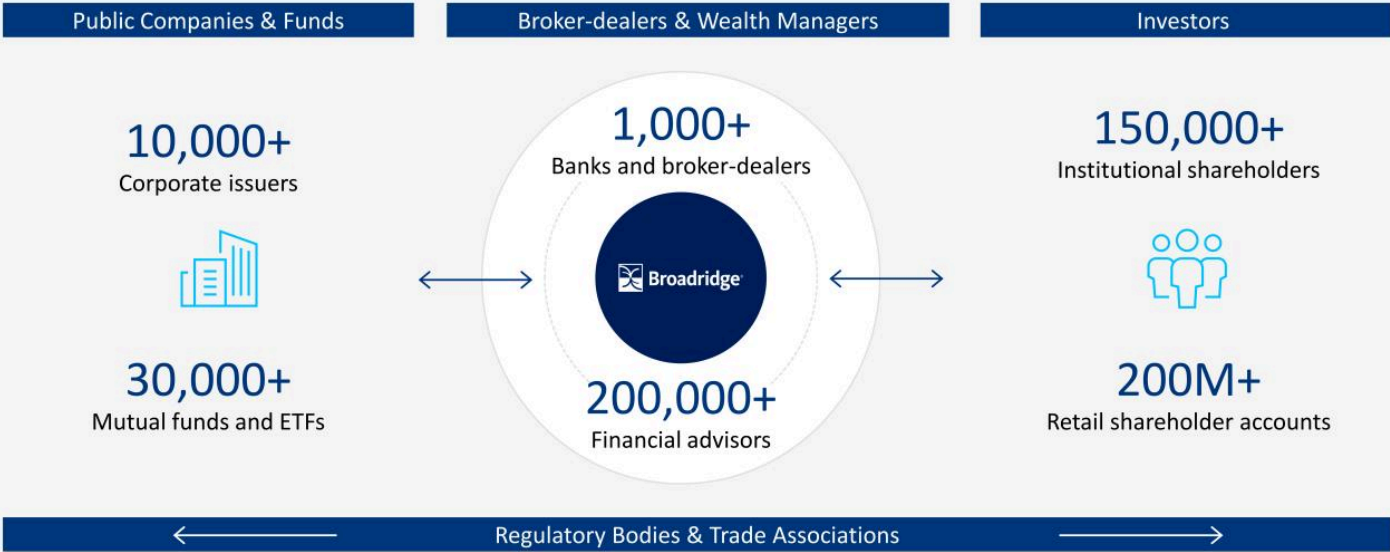 Public Companies & Funds
Broker-dealers & Wealth Managers
Investors
10,000+
Corporate issuers
30,000+
Mutual funds and ETFs
1,000+
Banks and broker-dealers
Broadridge
200,000+
Financial advisors
150,000+
Institutional shareholders
200M+
Retail shareholder accounts
Regulatory Bodies & Trade Associations